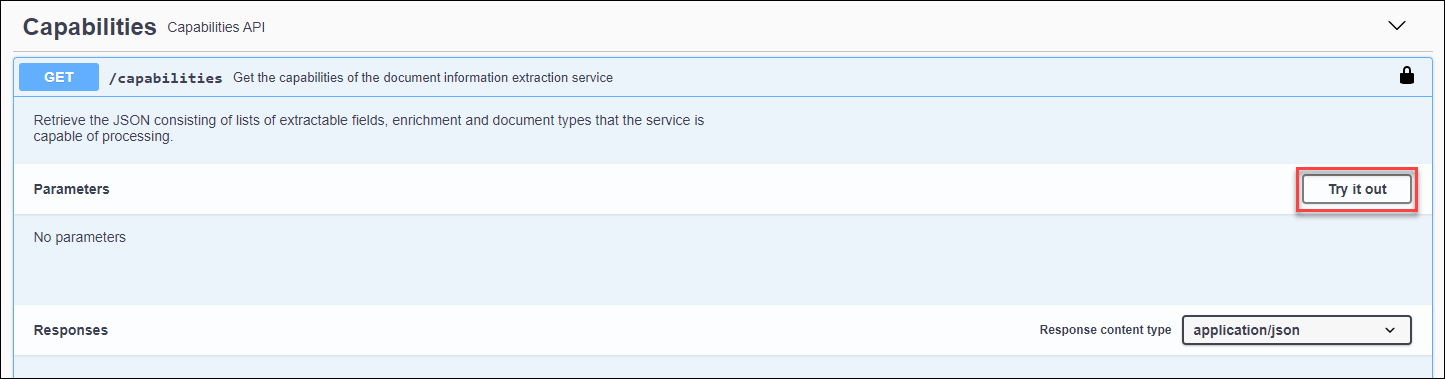 Capabilities Capabilities API
GET /capabilities Get the capabilities of the document information extraction service
Retrieve the JSON consisting of lists of extractable fields, enrichment and document types that the service is
capable of processing.
Parameters Try it out
No parameters
Responses Response content type application/json